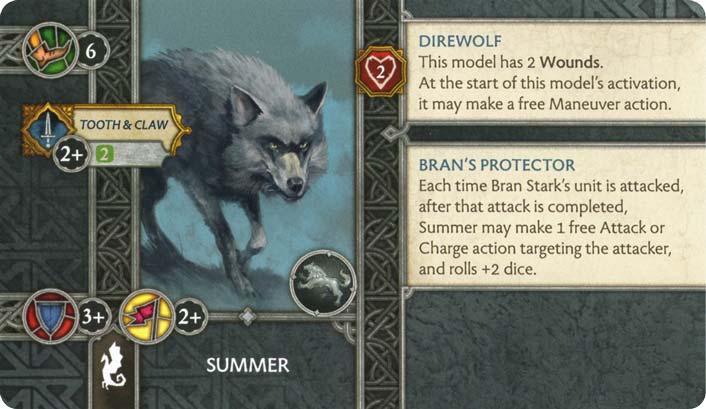 6
TOOTH & CLAW
2+
2
3+
2+
SUMMER
2
DIREWOLF
This model has 2 Wounds.
At the start of this model's activation,
it may make a free Maneuver action.
BRAN'S PROTECTOR
Each time Bran Stark's unit is attacked,
after that attack is completed,
Summer may make 1 free Attack or
Charge action targeting the attacker,
and rolls +2 dice.